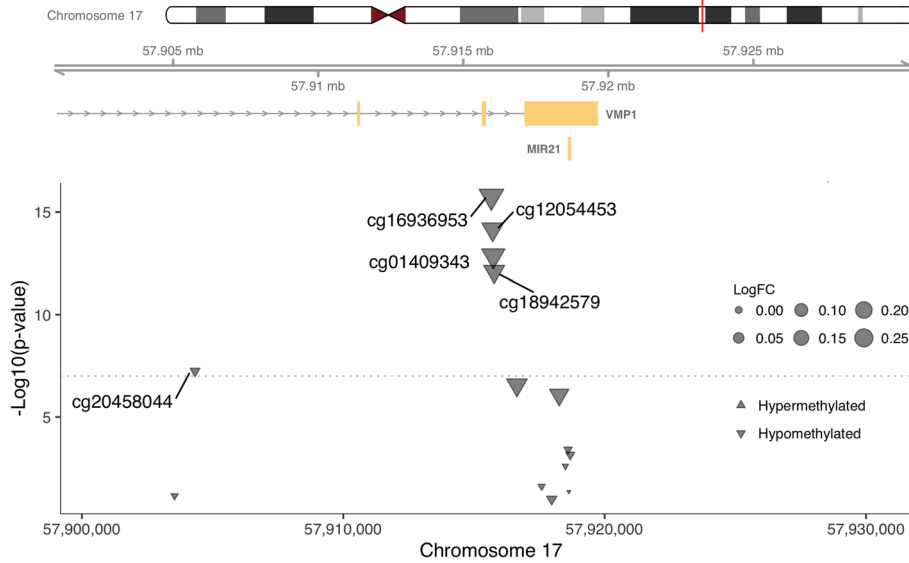 Chromosome 17
57.905 mb
57.915 mb
57.925 mb
57.91 mb
57.92 mb
VMP1
MIR21
15
cg16936953
cg12054453
cg01409343
cg18942579
LogFC
0.00
0.10
0.20
0.05
0.15
0.25
10
-Log10(p-value)
cg20458044
Hypermethylated
5
Hypomethylated
57,900,000
57,910,000
57,920,000
57,930,000
Chromosome 17